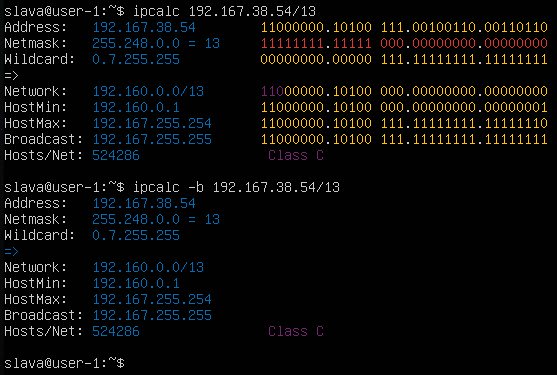 slava@user-1:~$ ipcalc 192.167.38.54/13
Address:   192.167.38.54        11000000.10100 111.00100110.00110110
Netmask:   255.248.0.0 = 13     11111111.11111 000.00000000.00000000
Wildcard:  0.7.255.255          00000000.00000 111.11111111.11111111
=>
Network:   192.160.0.0/13       11000000.10100 000.00000000.00000000
HostMin:   192.160.0.1          11000000.10100 000.00000000.00000001
HostMax:   192.167.255.254      11000000.10100 111.11111111.11111110
Broadcast: 192.167.255.255      11000000.10100 111.11111111.11111111
Hosts/Net: 524286                Class C
slava@user-1:~$ ipcalc -b 192.167.38.54/13
Address:   192.167.38.54
Netmask:   255.248.0.0 = 13
Wildcard:  0.7.255.255
=>
Network:   192.160.0.0/13
HostMin:   192.160.0.1
HostMax:   192.167.255.254
Broadcast: 192.167.255.255
Hosts/Net: 524286                Class C
slava@user-1:~$